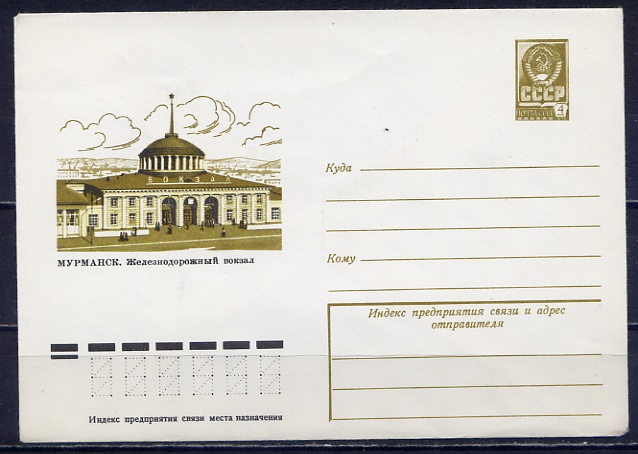 СССР
ПОЧТА
4
ВОКЗАЛ
МУРМАНСК. Железнодорожный вокзал
Куда
Кому
Индекс предприятия связи и адрес
отправителя
Индекс предприятия связи места назначения